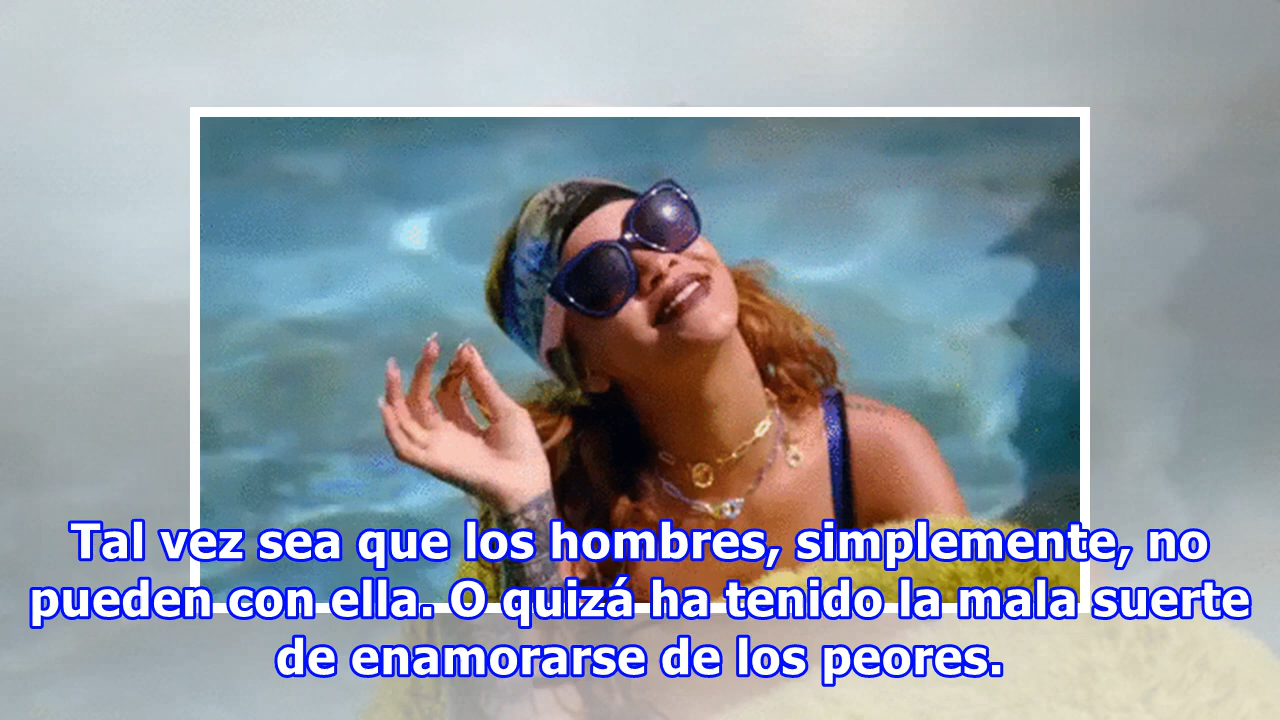 Tal vez sea que los hombres, simplemente, no
pueden con ella. O quizá ha tenido la mala suerte
de enamorarse de los peores.